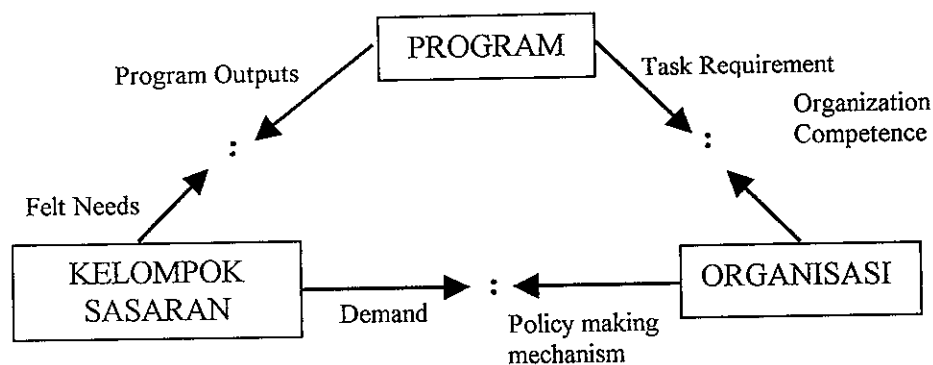 PROGRAM
Program Outputs
Task Requirement
Organization
Competence
:
:
Felt Needs
KELOMPOK
SASARAN
ORGANISASI
:
Demand
Policy making
mechanism